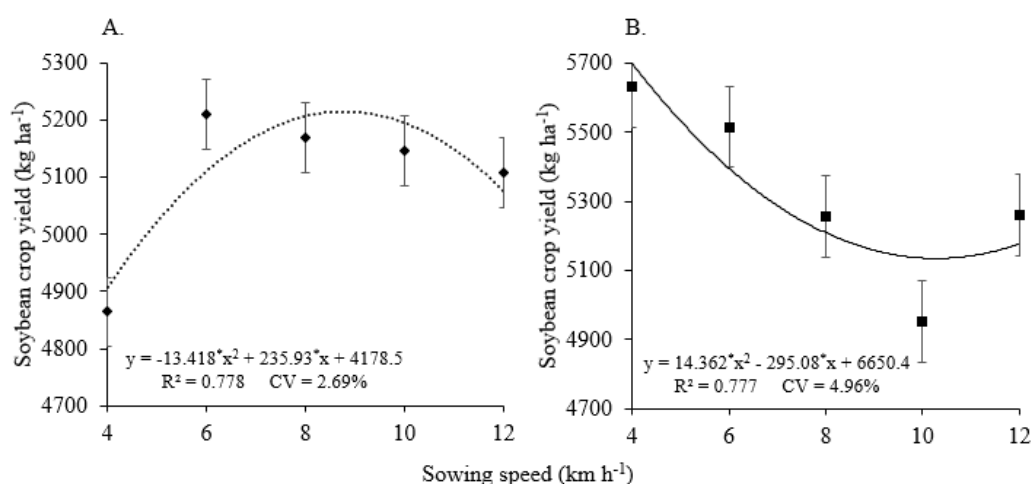 A.
5300
5200
5100
5000
4900
4800
4700
4
6
8
10
12
Soybean crop yield (kg ha⁻¹)
y = -13.418*x² + 235.93*x + 4178.5
R² = 0.778 CV = 2.69%
B.
5700
5500
5300
5100
4900
4700
4
6
8
10
12
Soybean crop yield (kg ha⁻¹)
y = 14.362*x² - 295.08*x + 6650.4
R² = 0.777 CV = 4.96%
Sowing speed (km h⁻¹)